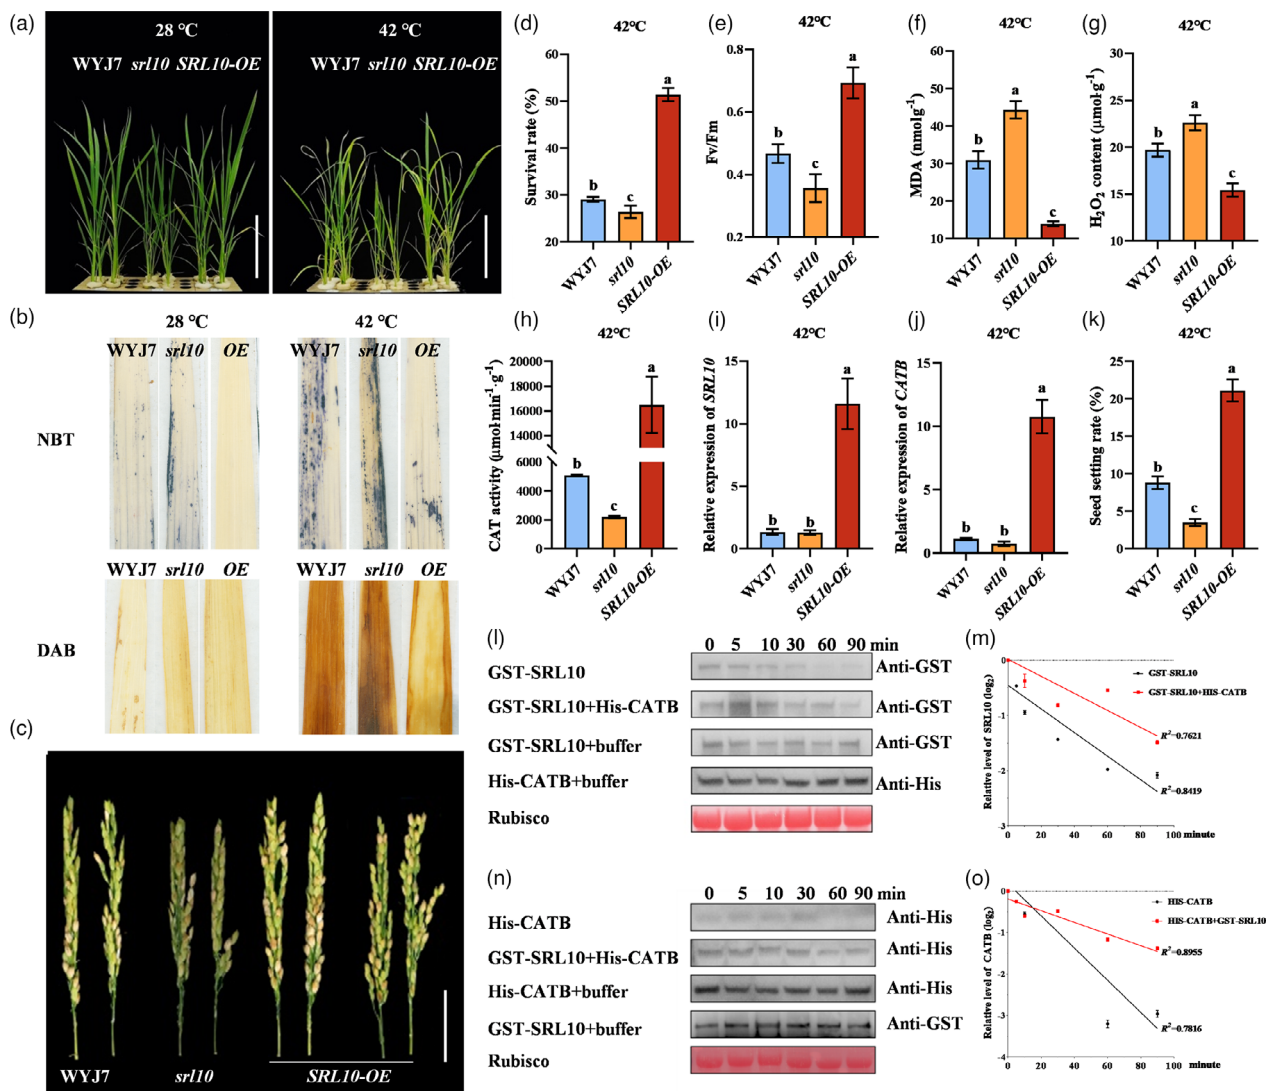 (a)
28 °C
WYJ7 srl10 SRL10-OE
42 °C
WYJ7 srl10 SRL10-OE
(b)
28 °C
42 °C
WYJ7 srl10 OE
WYJ7 srl10 OE
NBT
WYJ7 srl10 OE
WYJ7 srl10 OE
DAB
(c)
WYJ7 srl10 SRL10-OE
(d)
42°C
Survival rate (%)
60
50
40
30
20
b
c
a
WYJ7
srl10
SRL10-OE
(e)
42°C
Fv/Fm
0.8
0.6
0.4
0.2
b
c
a
WYJ7
srl10
SRL10-OE
(f)
42°C
MDA (nmolg⁻¹)
60
50
40
30
20
10
b
a
c
WYJ7
srl10
SRL10-OE
(g)
42°C
H₂O₂ content (μmol·g⁻¹)
30
25
20
15
10
b
a
c
WYJ7
srl10
SRL10-OE
(h)
42°C
CAT activity (μmol·min⁻¹·g⁻¹)
20000
18000
16000
14000
6000
4000
2000
0
b
c
a
WYJ7
srl10
SRL10-OE
(i)
42°C
Relative expression of SRL10
15
10
5
0
b
b
a
WYJ7
srl10
SRL10-OE
(j)
42°C
Relative expression of CATB
15
10
5
0
b
b
a
WYJ7
srl10
SRL10-OE
(k)
42°C
Seed setting rate (%)
25
20
15
10
5
0
b
c
a
WYJ7
srl10
SRL10-OE
(l)
0 5 10 30 60 90 min
GST-SRL10 Anti-GST
GST-SRL10+His-CATB Anti-GST
GST-SRL10+buffer Anti-GST
His-CATB+buffer Anti-His
Rubisco
(m)
Relative level of SRL10 (log₂)
0
-1
-2
-3
GST-SRL10
GST-SRL10+HIS-CATB
R²=0.7621
R²=0.8419
0 20 40 60 80 100 minute
(n)
0 5 10 30 60 90 min
His-CATB Anti-His
GST-SRL10+His-CATB Anti-His
His-CATB+buffer Anti-His
GST-SRL10+buffer Anti-GST
Rubisco
(o)
Relative level of CATB (log₂)
0
-1
-2
-3
-4
HIS-CATB
HIS-CATB+GST-SRL10
R²=0.8955
R²=0.7816
0 20 40 60 80 100
minute